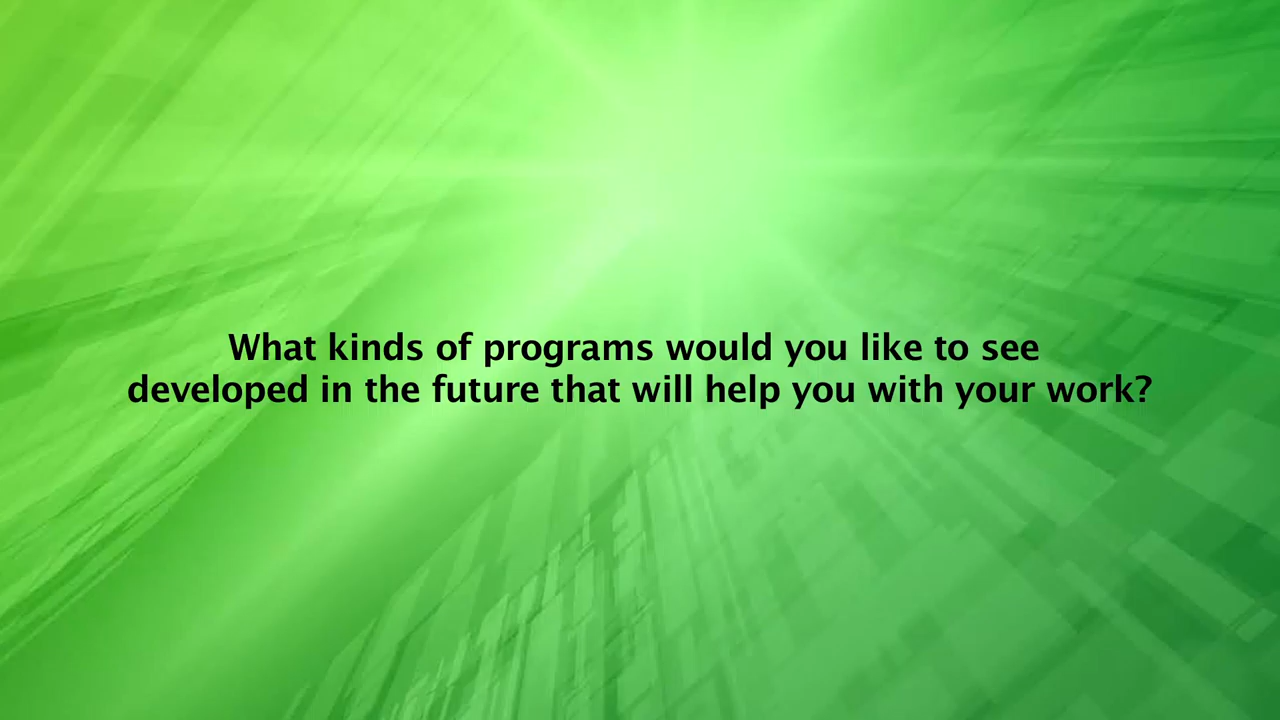 What kinds of programs would you like to see
developed in the future that will help you with your work?